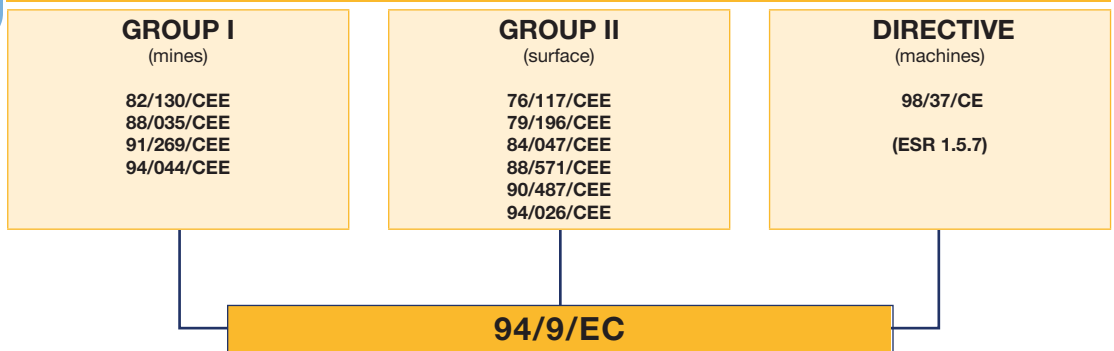 GROUP I
(mines)
82/130/CEE
88/035/CEE
91/269/CEE
94/044/CEE
GROUP II
(surface)
76/117/CEE
79/196/CEE
84/047/CEE
88/571/CEE
90/487/CEE
94/026/CEE
DIRECTIVE
(machines)
98/37/CE
(ESR 1.5.7)
94/9/EC